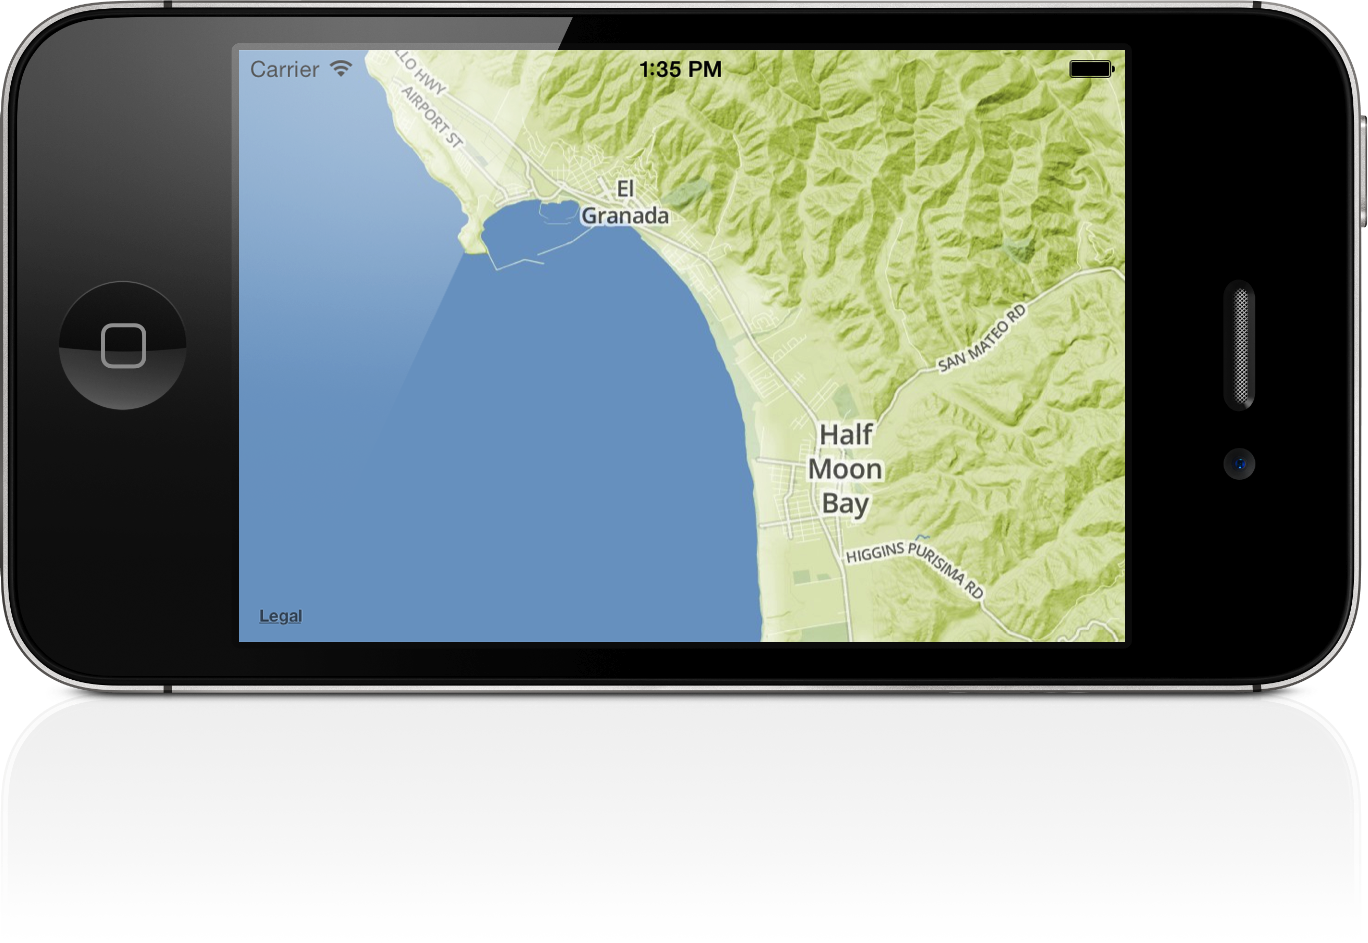 Carrier
1:35 PM
LLO HWY
AIRPORT ST
El
Granada
SAN MATEO RD
Half
Moon
Bay
HIGGINS PURISIMA RD
Legal